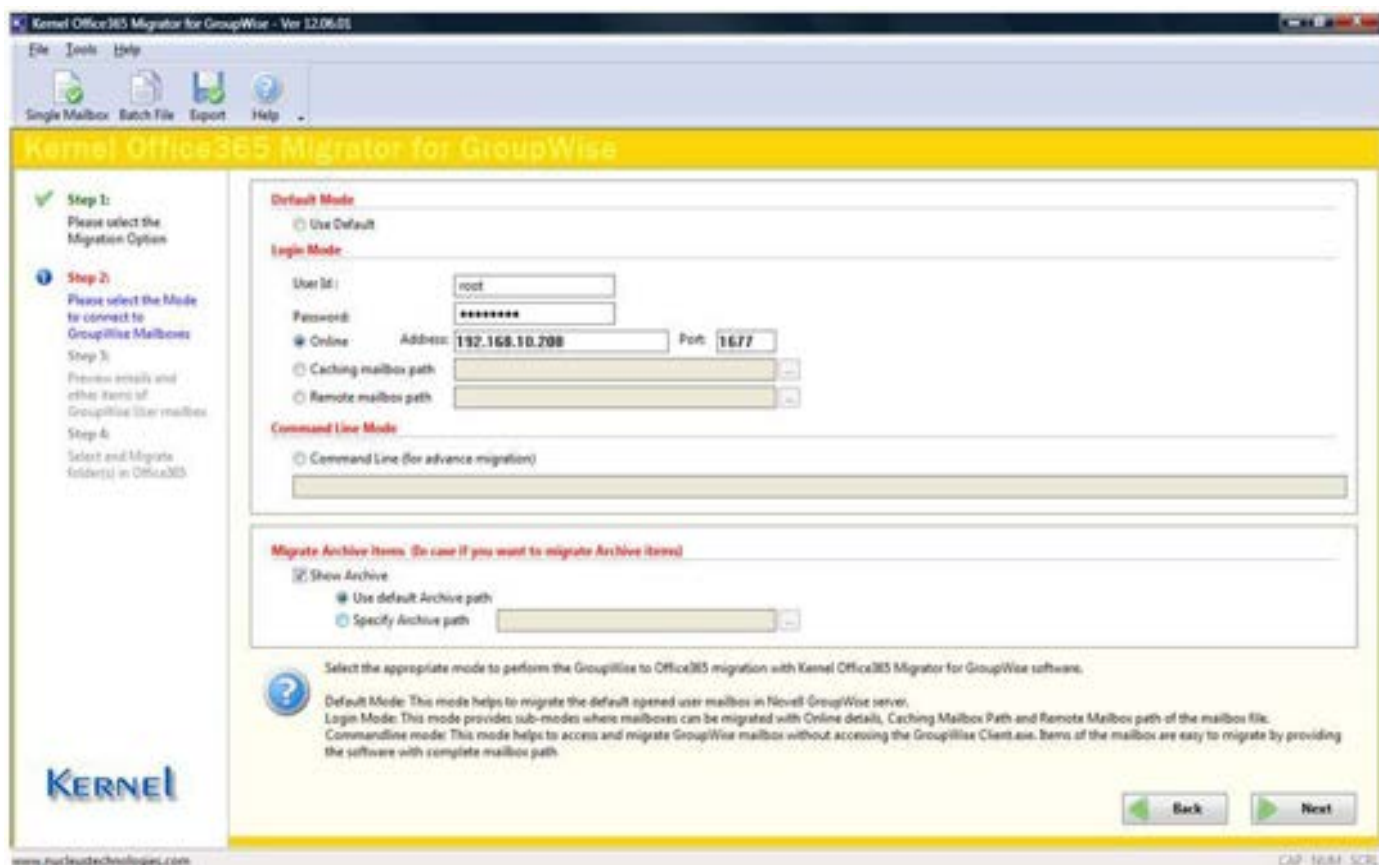 Kernel Office365 Migrator for GroupWise - Ver 12.06.01
File Tools Help
Single Mailbox Batch File Export Help
Kernel Office365 Migrator for GroupWise
Step 1:
Please select the
Migration Option
Step 2:
Please select the Mode
to connect to
GroupWise Mailboxes
Step 3:
Preview emails and
other items of
GroupWise User mailbox
Step 4:
Select and Migrate
folder(s) in Office365
KERNEL
Default Mode
Use Default
Login Mode
User Id :
root
Password:
********
Online Address: 192.168.10.208 Port: 1677
Caching mailbox path ...
Remote mailbox path ...
Command Line Mode
Command Line (for advance migration)
Migrate Archive Items (In case if you want to migrate Archive items)
Show Archive
Use default Archive path
Specify Archive path ...
Select the appropriate mode to perform the GroupWise to Office365 migration with Kernel Office365 Migrator for GroupWise software.
Default Mode: This mode helps to migrate the default opened user mailbox in Novell GroupWise server.
Login Mode: This mode provides sub-modes where mailboxes can be migrated with Online details, Caching Mailbox Path and Remote Mailbox path of the mailbox file.
Commandline mode: This mode helps to access and migrate GroupWise mailbox without accessing the GroupWise Client.exe. Items of the mailbox are easy to migrate by providing
the software with complete mailbox path
Back Next
www.nucleustechnologies.com
CAP NUM SCRL